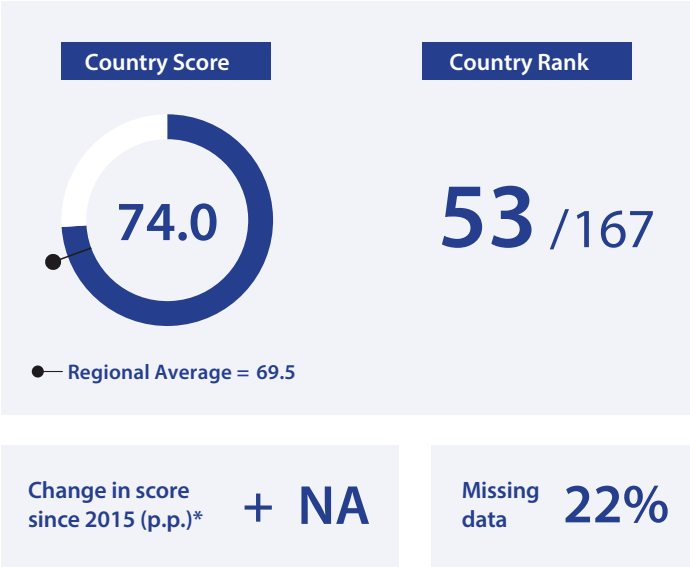 Country Score
Country Rank
74.0
53 /167
Regional Average = 69.5
Change in score
since 2015 (p.p.)*
+ NA
Missing
data
22%